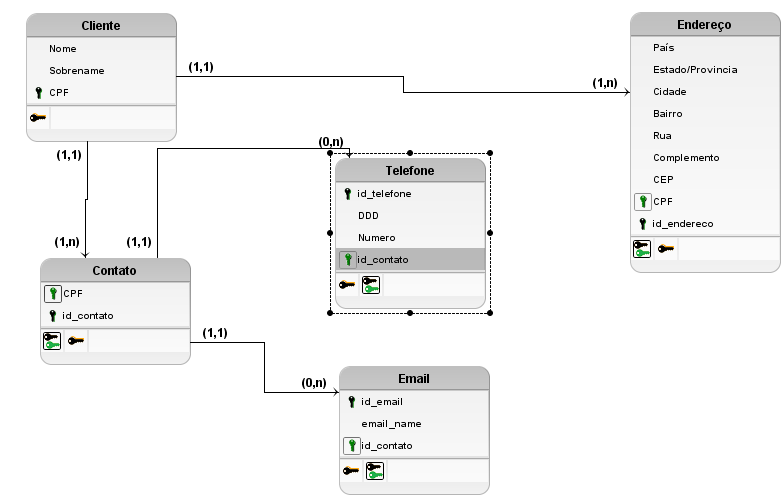 Cliente
Nome
Sobrename
CPF
(1,1)
(1,n)
Endereço
País
Estado/Provincia
Cidade
Bairro
Rua
Complemento
CEP
CPF
id_endereco
(1,1)
(1,n)
(1,1)
(0,n)
Telefone
id_telefone
DDD
Numero
id_contato
Contato
CPF
id_contato
(1,1)
(0,n)
Email
id_email
email_name
id_contato